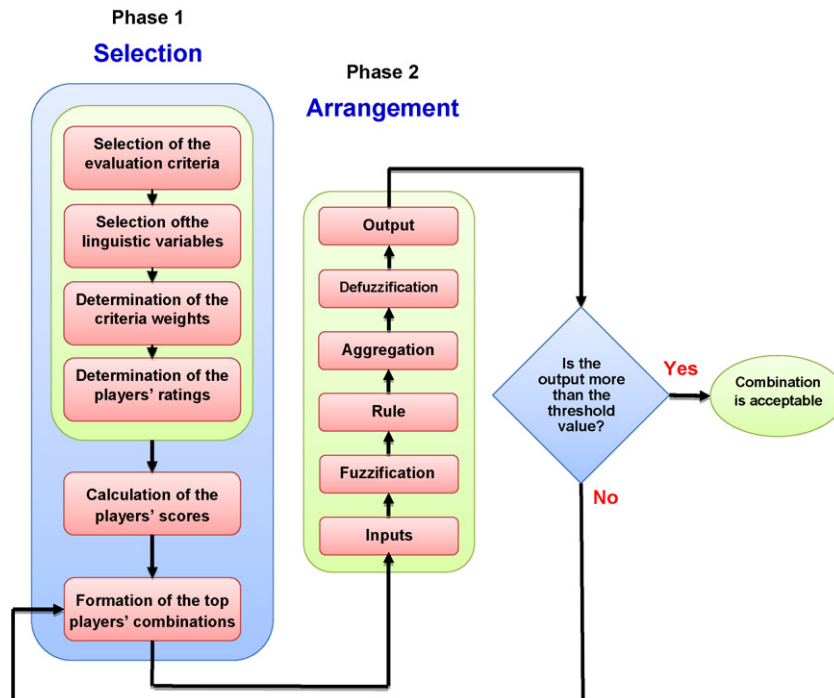 Phase 1
Selection
Selection of the
evaluation criteria
Selection ofthe
linguistic variables
Determination of the
criteria weights
Determination of the
players' ratings
Calculation of the
players' scores
Formation of the top
players' combinations
Phase 2
Arrangement
Output
Defuzzification
Aggregation
Rule
Fuzzification
Inputs
Is the
output more
than the
threshold
value?
Yes
No
Combination
is acceptable